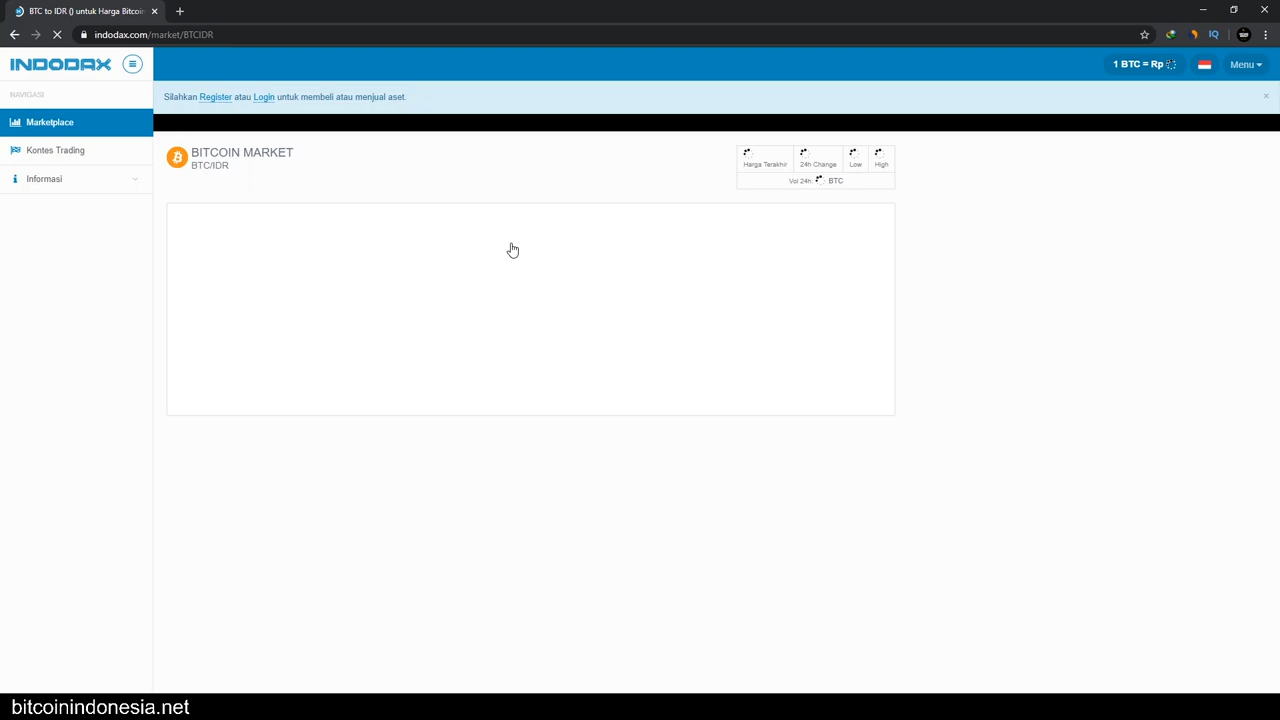 BTC to IDR () untuk Harga Bitcoin
indodax.com/market/BTCIDR
INDODAX
1 BTC = Rp
Menu
NAVIGASI
Silahkan Register atau Login untuk membeli atau menjual aset.
Marketplace
Kontes Trading
Informasi
BITCOIN MARKET
BTC/IDR
Harga Terakhir
24h Change
Low
High
Vol 24h: BTC
bitcoinindonesia.net